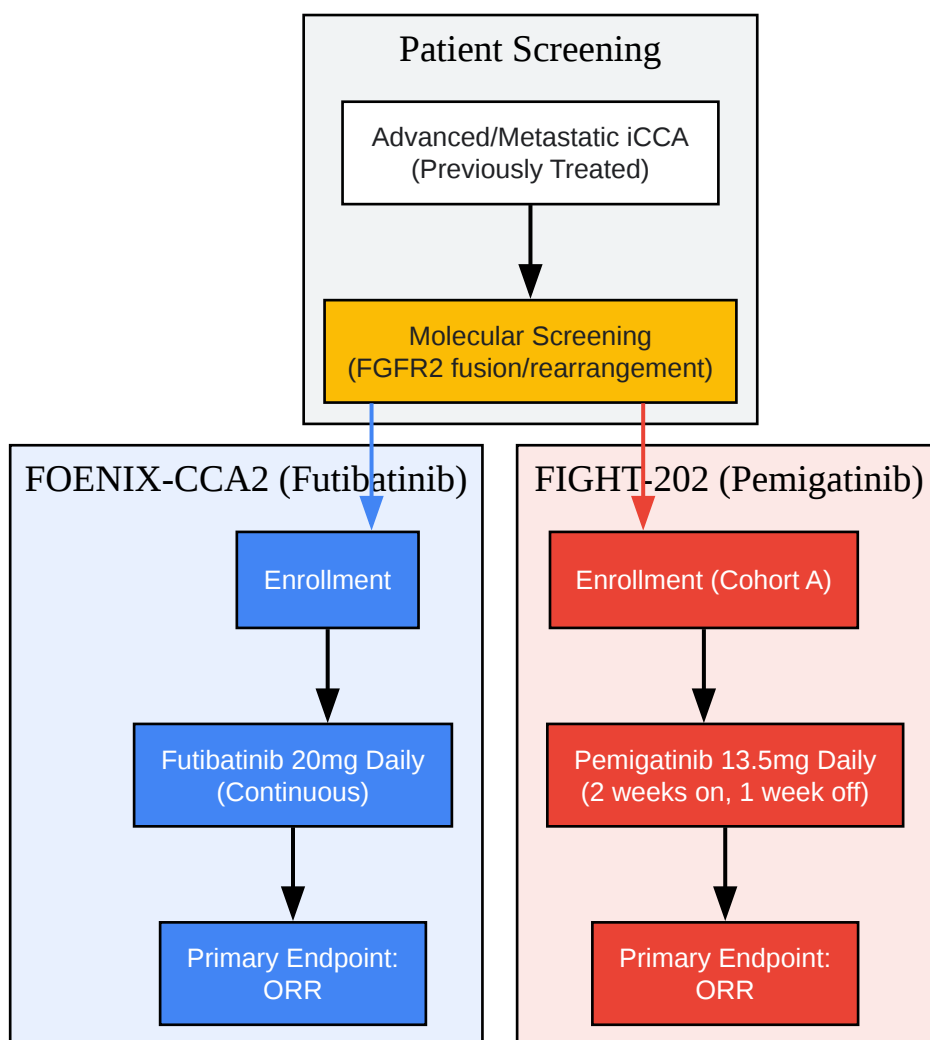 Patient Screening
Advanced/Metastatic iCCA
(Previously Treated)
Molecular Screening
(FGFR2 fusion/rearrangement)
FOENIX-CCA2 (Futibatinib)
Enrollment
Futibatinib 20mg Daily
(Continuous)
Primary Endpoint:
ORR
FIGHT-202 (Pemigatinib)
Enrollment (Cohort A)
Pemigatinib 13.5mg Daily
(2 weeks on, 1 week off)
Primary Endpoint:
ORR